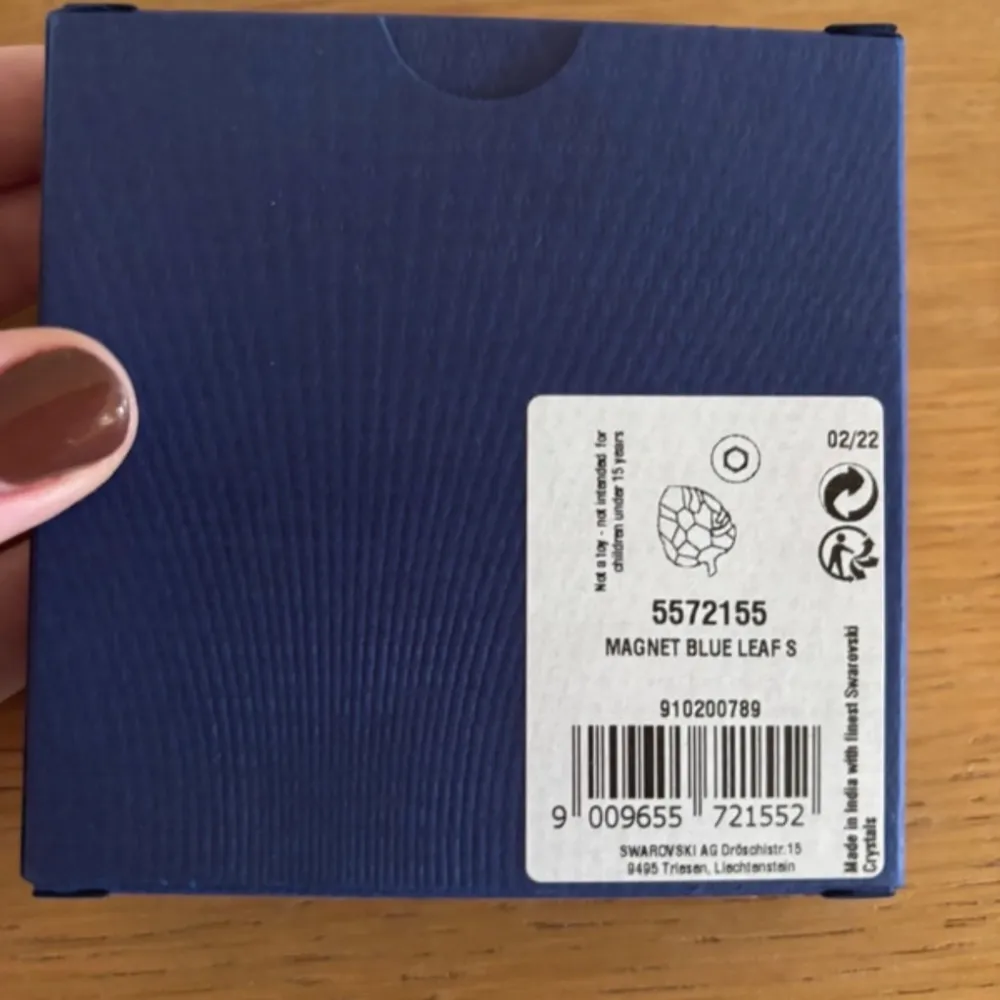 02/22
Not a toy - not intended for
children under 15 years
5572155
MAGNET BLUE LEAF S
910200789
9 009655 721552
SWAROVSKI AG Dröschistr.15
9495 Triesen, Liechtenstein
Made in India with finest Swarovski
Crystals